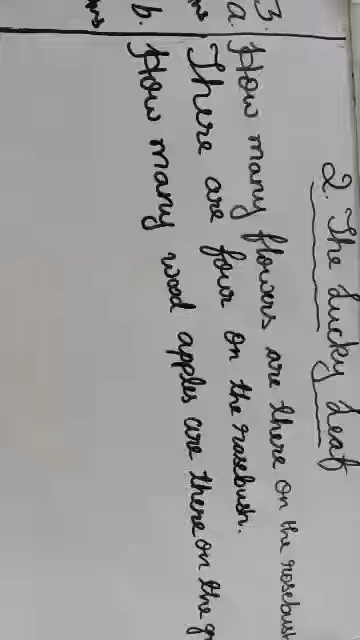 2. The Lucky Leaf
3.
a. How many flowers are there on the
There are four on the rosebush.
b. How many wood apples are there on the